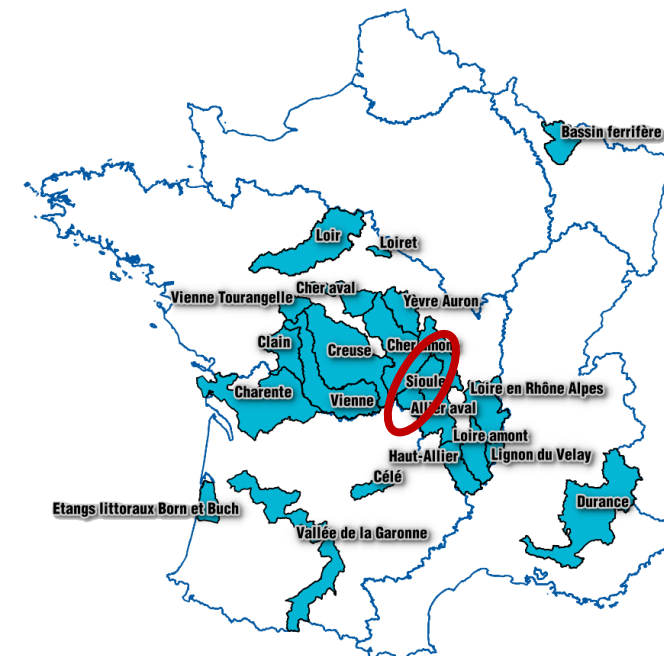 Bassin ferrifère
Loir
Loiret
Cher aval
Vienne Tourangelle
Yèvre Auron
Clain
Creuse
Cher amont
Sioule
Charente
Vienne
Loire en Rhône Alpes
Allier aval
Loire amont
Haut-Allier
Lignon du Velay
Célé
Durance
Etangs littoraux Born et Buch
Vallée de la Garonne